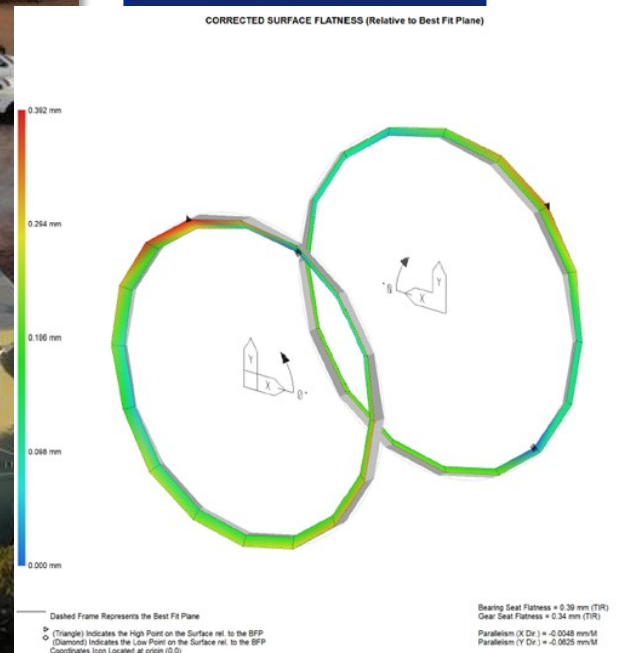 CORRECTED SURFACE FLATNESS (Relative to Best Fit Plane)
0.392 mm
0.294 mm
0.196 mm
0.098 mm
0.000 mm
Y
X
0°
Y
X
0°
Dashed Frame Represents the Best Fit Plane
(Triangle) Indicates the High Point on the Surface rel. to the BFP
(Diamond) Indicates the Low Point on the Surface rel. to the BFP
Coordinates Icon Located at origin (0,0)
Bearing Seat Flatness = 0.39 mm (TIR)
Gear Seat Flatness = 0.34 mm (TIR)
Parallelism (X Dir.) = -0.0048 mm/M
Parallelism (Y Dir.) = -0.0625 mm/M